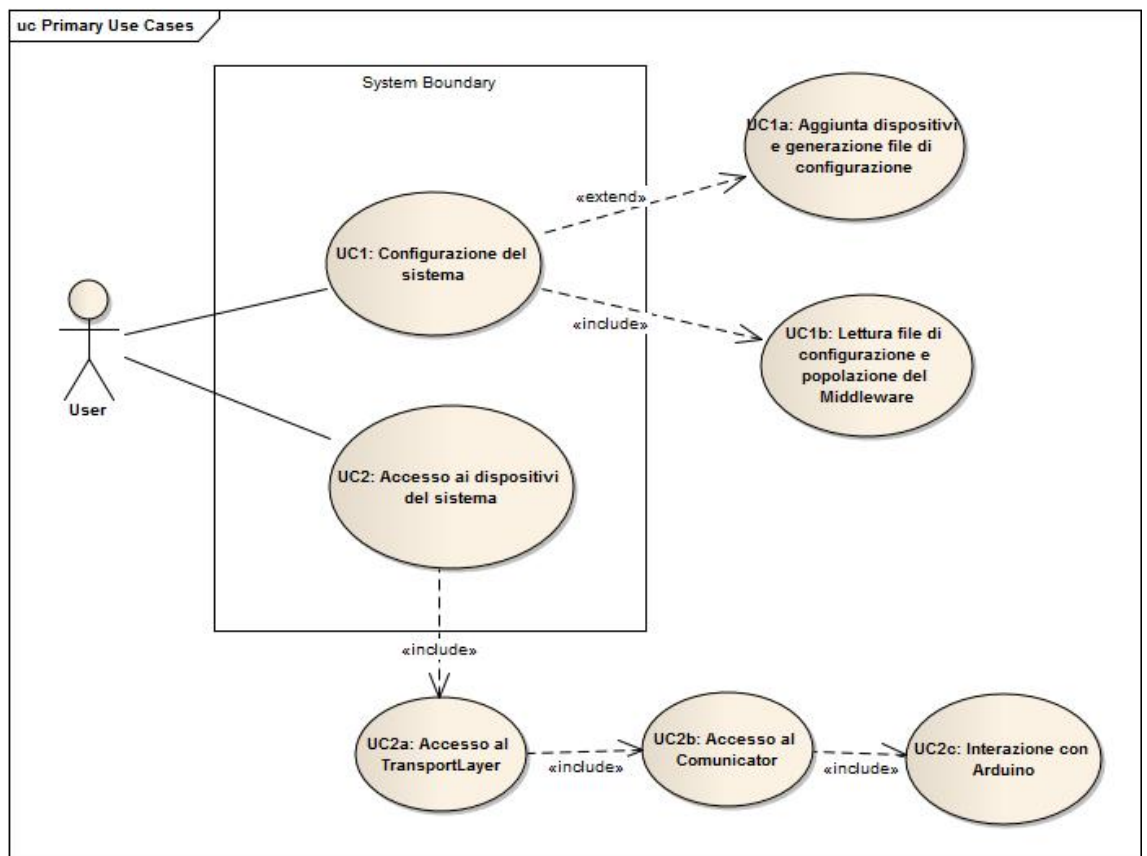 uc Primary Use Cases
System Boundary
UC1a: Aggiunta dispositivi
e generazione file di
configurazione
«extend»
UC1: Configurazione del
sistema
«include»
UC1b: Lettura file di
configurazione e
popolazione del
Middleware
User
UC2: Accesso ai dispositivi
del sistema
«include»
UC2a: Accesso al
TransportLayer
«include»
UC2b: Accesso al
Comunicator
«include»
UC2c: Interazione con
Arduino